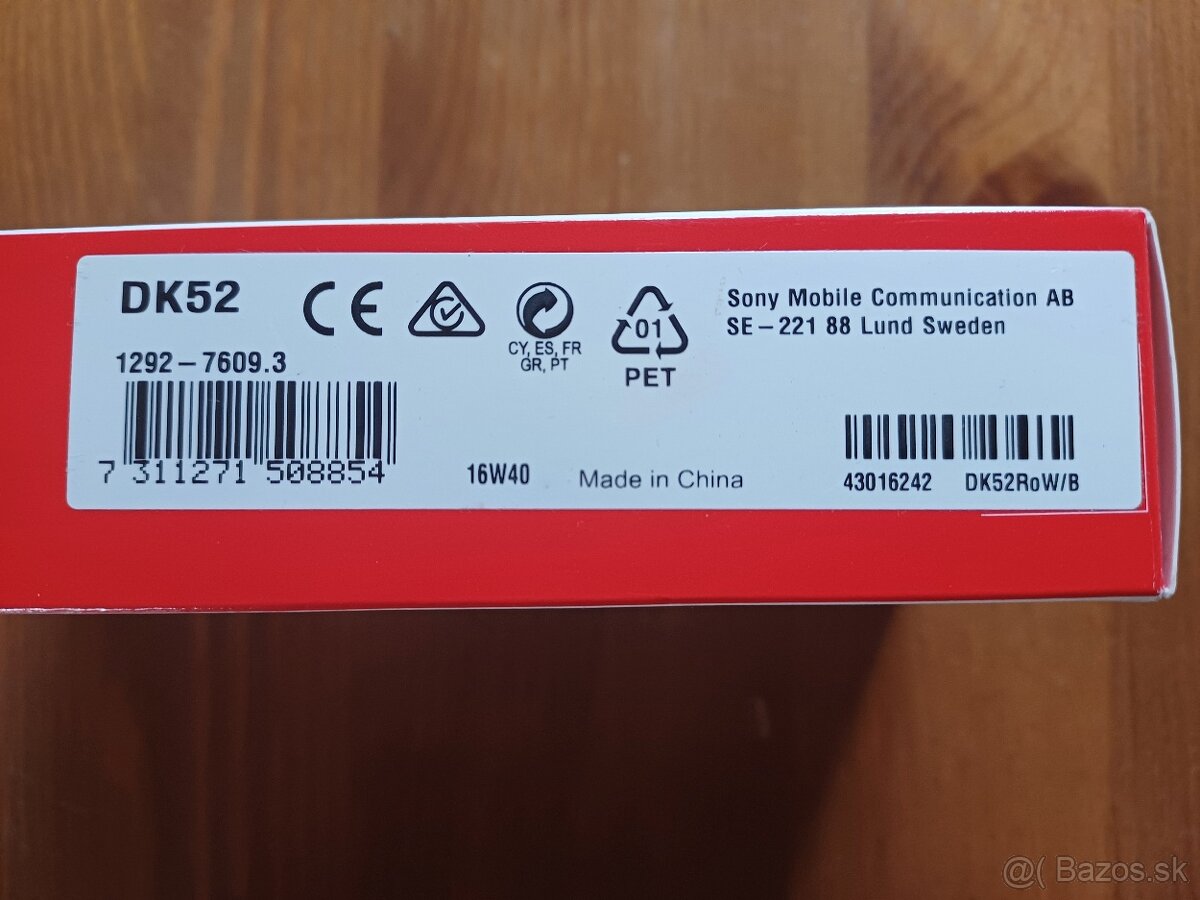 DK52
CE
CY, ES, FR
GR, PT
01
PET
Sony Mobile Communication AB
SE-221 88 Lund Sweden
1292-7609.3
7 311271 508854
16W40
Made in China
43016242 DK52RoW/B
@( Bazos.sk